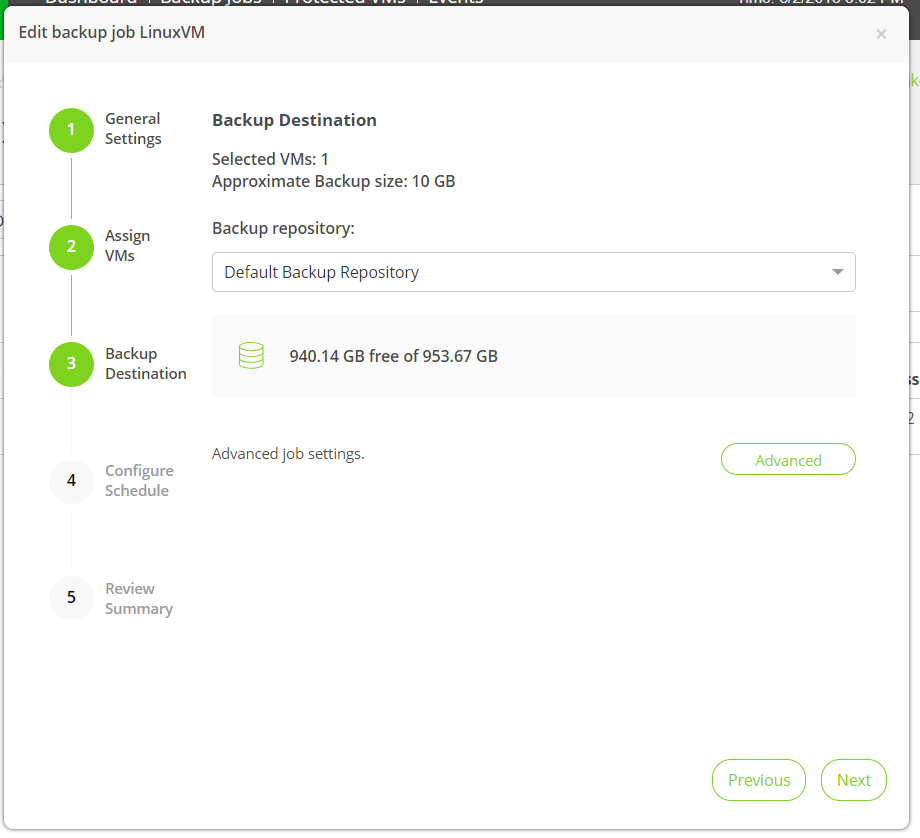 Dashboard | Backup Jobs | Protected VMs | Events
Edit backup job LinuxVM
×
1
General
Settings
2
Assign
VMs
3
Backup
Destination
4
Configure
Schedule
5
Review
Summary
Backup Destination
Selected VMs: 1
Approximate Backup size: 10 GB
Backup repository:
Default Backup Repository
940.14 GB free of 953.67 GB
Advanced job settings.
Advanced
Previous
Next